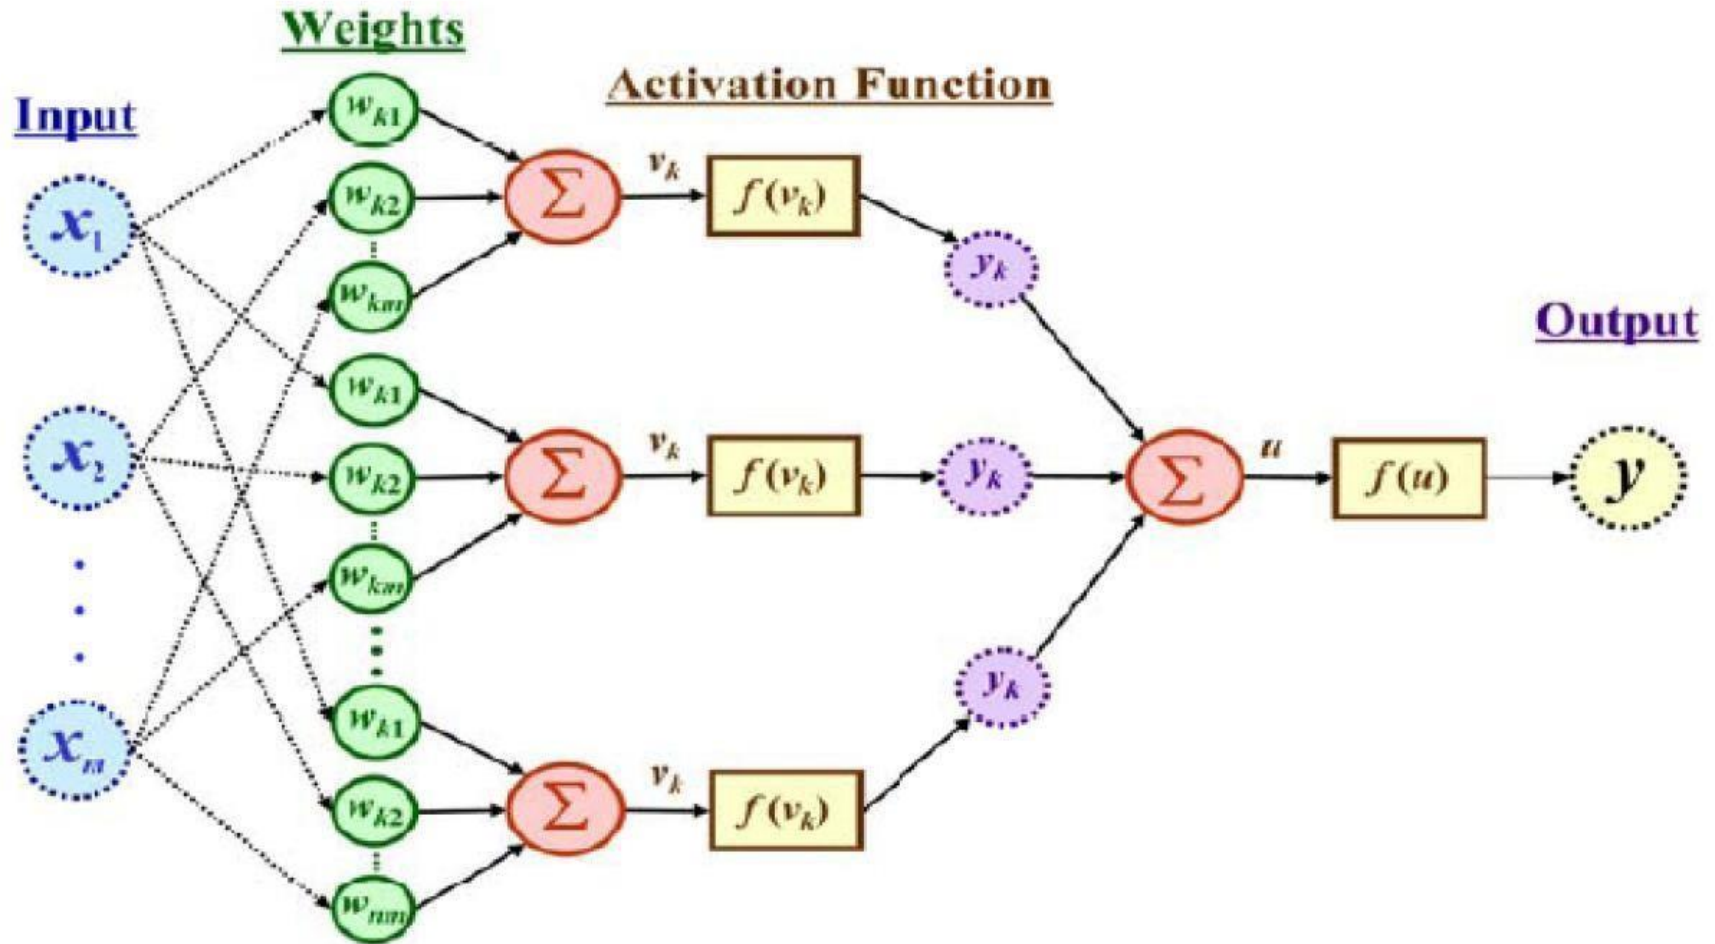 Weights
Activation Function
Input
Output
x1
x2
xm
wk1
wk2
wkm
wk1
wk2
wkm
wk1
wk2
wnm
Σ
vk
f(vk)
yk
Σ
vk
f(vk)
yk
Σ
vk
f(vk)
yk
Σ
u
f(u)
y